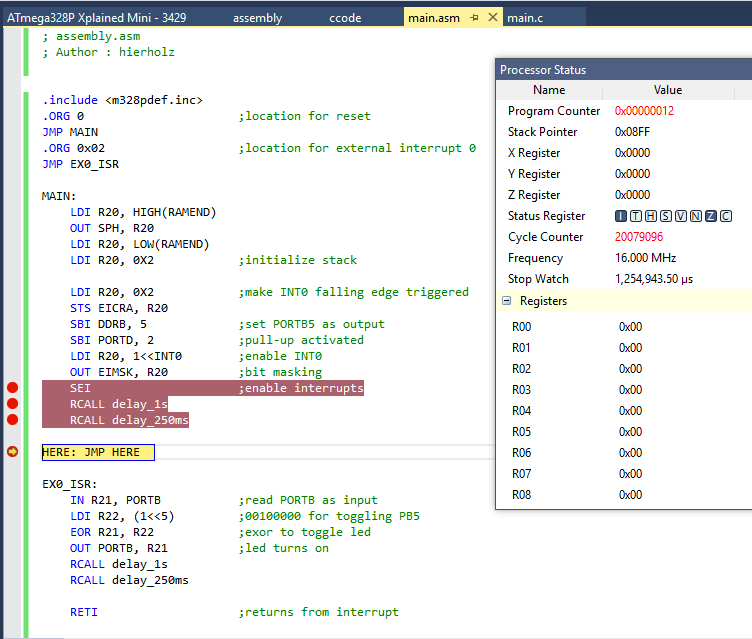 ATmega328P Xplained Mini - 3429 assembly ccode main.asm main.c
; assembly.asm
; Author : hierholz
.include <m328pdef.inc>
.ORG 0 ;location for reset
JMP MAIN
.ORG 0x02 ;location for external interrupt 0
JMP EX0_ISR
MAIN:
LDI R20, HIGH(RAMEND)
OUT SPH, R20
LDI R20, LOW(RAMEND)
LDI R20, 0X2 ;initialize stack
LDI R20, 0X2 ;make INT0 falling edge triggered
STS EICRA, R20
SBI DDRB, 5 ;set PORTB5 as output
SBI PORTD, 2 ;pull-up activated
LDI R20, 1<<INT0 ;enable INT0
OUT EIMSK, R20 ;bit masking
SEI ;enable interrupts
RCALL delay_1s
RCALL delay_250ms
HERE: JMP HERE
EX0_ISR:
IN R21, PORTB ;read PORTB as input
LDI R22, (1<<5) ;00100000 for toggling PB5
EOR R21, R22 ;exor to toggle led
OUT PORTB, R21 ;led turns on
RCALL delay_1s
RCALL delay_250ms
RETI ;returns from interrupt
Processor Status
Name Value
Program Counter 0x00000012
Stack Pointer 0x08FF
X Register 0x0000
Y Register 0x0000
Z Register 0x0000
Status Register I T H S V N Z C
Cycle Counter 20079096
Frequency 16.000 MHz
Stop Watch 1,254,943.50 µs
Registers
R00 0x00
R01 0x00
R02 0x00
R03 0x00
R04 0x00
R05 0x00
R06 0x00
R07 0x00
R08 0x00